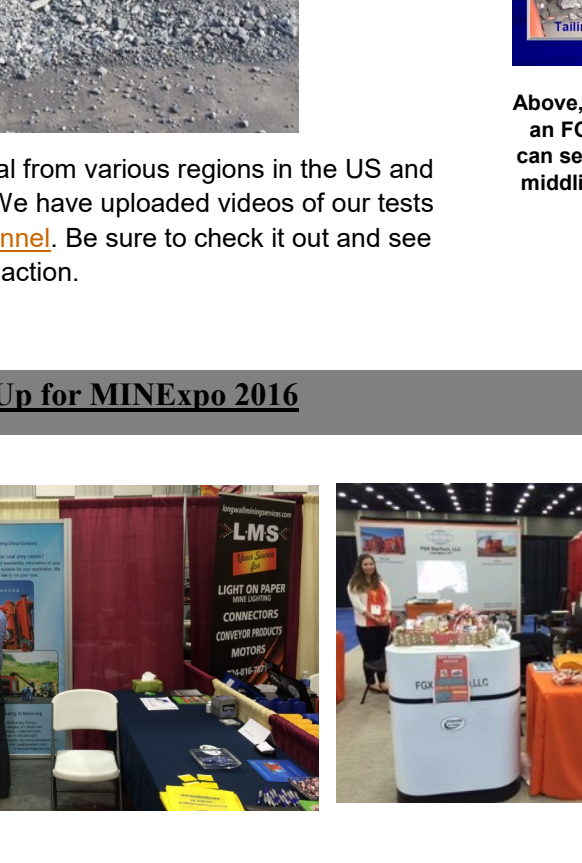 Taili
Above,
an FG
can se
middli
al from various regions in the US and
We have uploaded videos of our tests
nnel. Be sure to check it out and see
action.
Up for MINExpo 2016
longwallminingservices.com
L·M·S
Your Source
for
LIGHT ON PAPER
MINE LIGHTING
CONNECTORS
CONVEYOR PRODUCTS
MOTORS
FGX SepTech, LLC
FGX
LLC